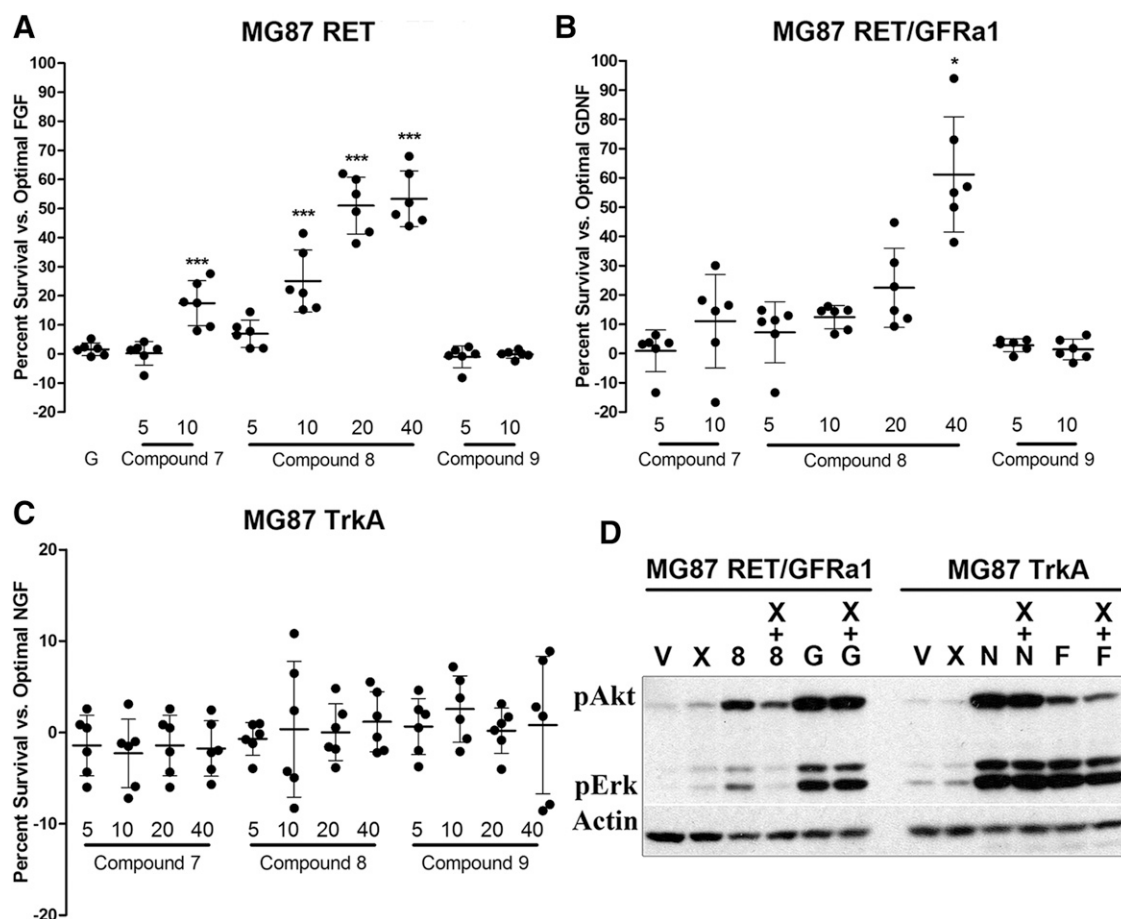 A
MG87 RET
Percent Survival vs. Optimal FGF
100
90
80
70
60
50
40
30
20
10
0
-10
-20
***
***
***
***
5 10 5 10 20 40 5 10
G Compound 7 Compound 8 Compound 9
B
MG87 RET/GFRa1
Percent Survival vs. Optimal GDNF
100
90
80
70
60
50
40
30
20
10
0
-10
-20
*
5 10 5 10 20 40 5 10
Compound 7 Compound 8 Compound 9
C
MG87 TrkA
Percent Survival vs. Optimal NGF
20
10
0
-10
-20
5 10 20 40 5 10 20 40 5 10 20 40
Compound 7 Compound 8 Compound 9
D
MG87 RET/GFRa1 MG87 TrkA
X X X X
+ + + +
V X 8 8 G G V X N N F F
pAkt
pErk
Actin